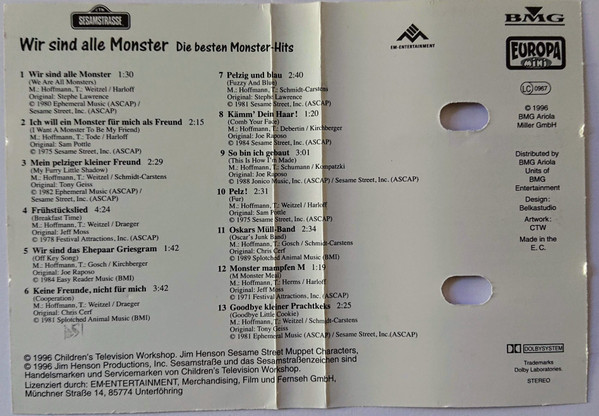 SESAMSTRASSE
Wir sind alle Monster Die besten Monster-Hits
1 Wir sind alle Monster 1:30
(We Are All Monsters)
M.: Hoffmann, T.: Weitzel / Harloff
Original: Stephe Lawrence
© 1980 Ephemeral Music (ASCAP) /
Sesame Street, Inc. (ASCAP)
2 Ich will ein Monster für mich als Freund 2:15
(I Want A Monster To Be My Friend)
M.: Hoffmann, T.: Tode / Harloff
Original: Sam Pottle
© 1975 Sesame Street, Inc. (ASCAP)
3 Mein pelziger kleiner Freund 2:29
(My Furry Little Shadow)
M.: Hoffmann, T.: Weitzel / Schmidt-Carstens
Original: Tony Geiss
© 1982 Ephemeral Music (ASCAP) /
Sesame Street, Inc. (ASCAP)
4 Frühstückslied 4:24
(Breakfast Time)
M.: Hoffmann, T.: Weitzel / Draeger
Original: Jeff Moss
© 1978 Festival Attractions, Inc. (ASCAP)
5 Wir sind das Ehepaar Griesgram 1:42
(Off Key Song)
M.: Hoffmann, T.: Gosch / Kirchberger
Original: Joe Raposo
© 1984 Easy Reader Music (BMI)
6 Keine Freunde, nicht für mich 3:42
(Cooperation)
M.: Hoffmann, T.: Weitzel / Draeger
Original: Chris Cerf
© 1981 Splotched Animal Music (BMI)
7 Pelzig und blau 2:40
(Fuzzy And Blue)
M.: Hoffmann, T.: Hoffmann / Schmidt-Carstens
Original: Stephe Lawrence
© 1981 Sesame Street, Inc. (ASCAP)
8 Kämm' Dein Haar! 1:20
(Comb Your Face)
M.: Hoffmann, T.: Debertin / Kirchberger
Original: Joe Raposo
© Sesame Street, Inc. (ASCAP)
9 So bin ich gebaut 3:01
(This Is How I'm Made)
M.: Hoffmann, T.: Schumann / Kompatzki
Original: Joe Raposo
© 1988 Jonico Music, Inc. (ASCAP) / Sesame Street, Inc. (ASCAP)
10 Pelz! 2:31
(Fur)
M.: Hoffmann, T.: Weitzel / Harloff
Original: Sam Pottle
© 1975 Sesame Street, Inc. (ASCAP)
11 Oskars Müll-Band 2:34
(Oscar's Junk Band)
M.: Hoffmann, T.: Gosch / Schmidt-Carstens
Original: Chris Cerf
© 1989 Splotched Animal Music (BMI)
12 Monster mampfen M 1:19
(M Monster Meal)
M.: Hoffmann, T.: Herms / Harloff
Original: Jeff Moss
© 1971 Festival Attractions, Inc. (ASCAP)
13 Goodbye kleiner Prachtkeks 2:25
(Goodbye Little Cookie)
M.: Hoffmann, T.: Weitzel / Schmidt-Carstens
Original: Tony Geiss
© 1981 Ephemeral Music (ASCAP) / Sesame Street, Inc. (ASCAP)
© 1996 Children's Television Workshop. Jim Henson Sesame Street Muppet Characters,
© 1996 Jim Henson Productions, Inc. Sesamstraße und das Sesamstraßenzeichen sind
Handelsmarken und Servicemarken von Children's Television Workshop.
Lizenziert durch: EM-ENTERTAINMENT, Merchandising, Film und Fernseh GmbH,
Münchner Straße 14, 85774 Unterföhring
EM-ENTERTAINMENT
BMG
EUROPA
mini
LC 0967
© 1996
BMG Ariola
Miller GmbH
Distributed by
BMG Ariola
Units of
BMG
Entertainment
Design:
Belkastudio
Artwork:
CTW
Made in the
E. C.
DOLBY SYSTEM
Trademarks
Dolby Laboratories.
STEREO